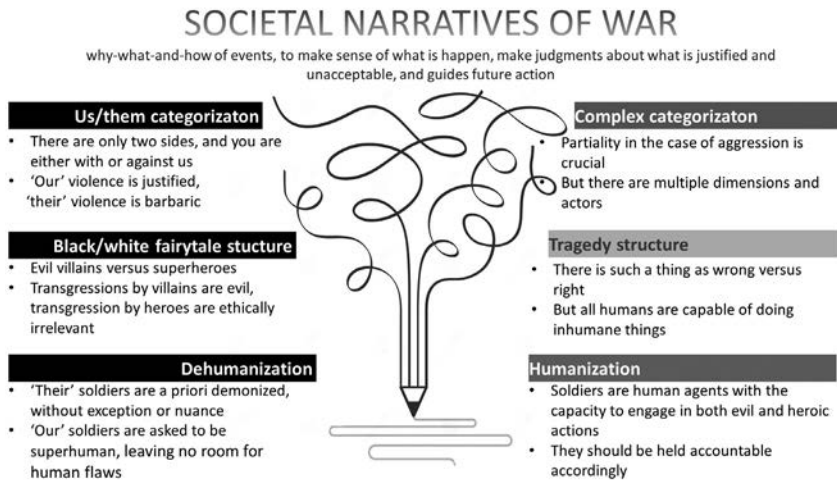 SOCIETAL NARRATIVES OF WAR
why-what-and-how of events, to make sense of what is happen, make judgments about what is justified and
unacceptable, and guides future action
Us/them categorizaton
• There are only two sides, and you are
either with or against us
• ‘Our’ violence is justified,
‘their’ violence is barbaric
Black/white fairytale stucture
• Evil villains versus superheroes
• Transgressions by villains are evil,
transgression by heroes are ethically
irrelevant
Dehumanization
• ‘Their’ soldiers are a priori demonized,
without exception or nuance
• ‘Our’ soldiers are asked to be
superhuman, leaving no room for
human flaws
Complex categorizaton
• Partiality in the case of aggression is
crucial
• But there are multiple dimensions and
actors
Tragedy structure
• There is such a thing as wrong versus
right
• But all humans are capable of doing
inhumane things
Humanization
• Soldiers are human agents with the
capacity to engage in both evil and heroic
actions
• They should be held accountable
accordingly